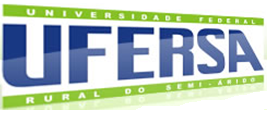 UNIVERSIDADE FEDERAL
UFERSA
RURAL DO SEMI-ÁRIDO